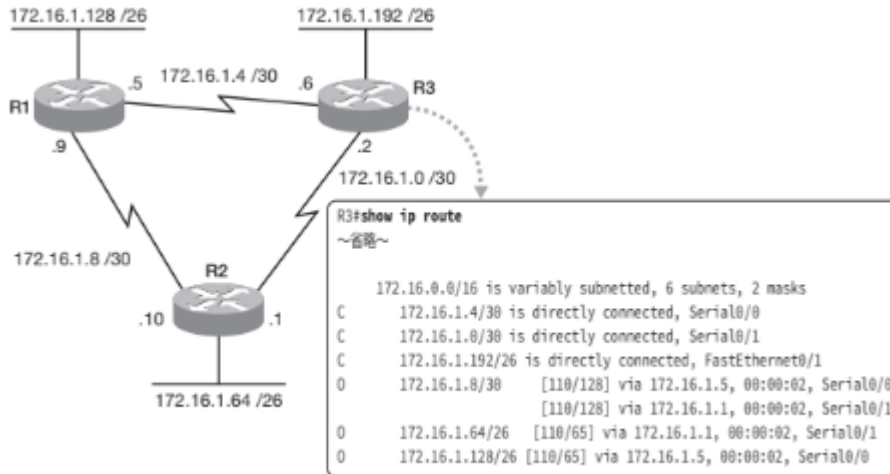 172.16.1.128 /26
172.16.1.192 /26
172.16.1.4 /30
.5
.6
R1
R3
.9
.2
172.16.1.0 /30
172.16.1.8 /30
R2
.10
.1
172.16.1.64 /26
R3#show ip route
～省略～
172.16.0.0/16 is variably subnetted, 6 subnets, 2 masks
C 172.16.1.4/30 is directly connected, Serial0/0
C 172.16.1.0/30 is directly connected, Serial0/1
C 172.16.1.192/26 is directly connected, FastEthernet0/1
O 172.16.1.8/30 [110/128] via 172.16.1.5, 00:00:02, Serial0/0
[110/128] via 172.16.1.1, 00:00:02, Serial0/1
O 172.16.1.64/26 [110/65] via 172.16.1.1, 00:00:02, Serial0/1
O 172.16.1.128/26 [110/65] via 172.16.1.5, 00:00:02, Serial0/0